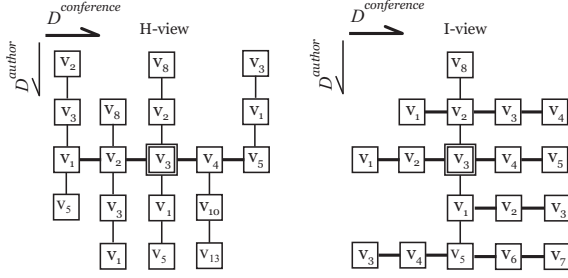 D conference H-view D conference I-view
D author D author
v2 v8 v3 v8
v3 v8 v2 v1 v1 v2 v3 v4
v1 v2 v3 v4 v5 v1 v2 v3 v4 v5
v5 v3 v1 v10 v1 v2 v3
v1 v5 v13 v3 v4 v5 v6 v7